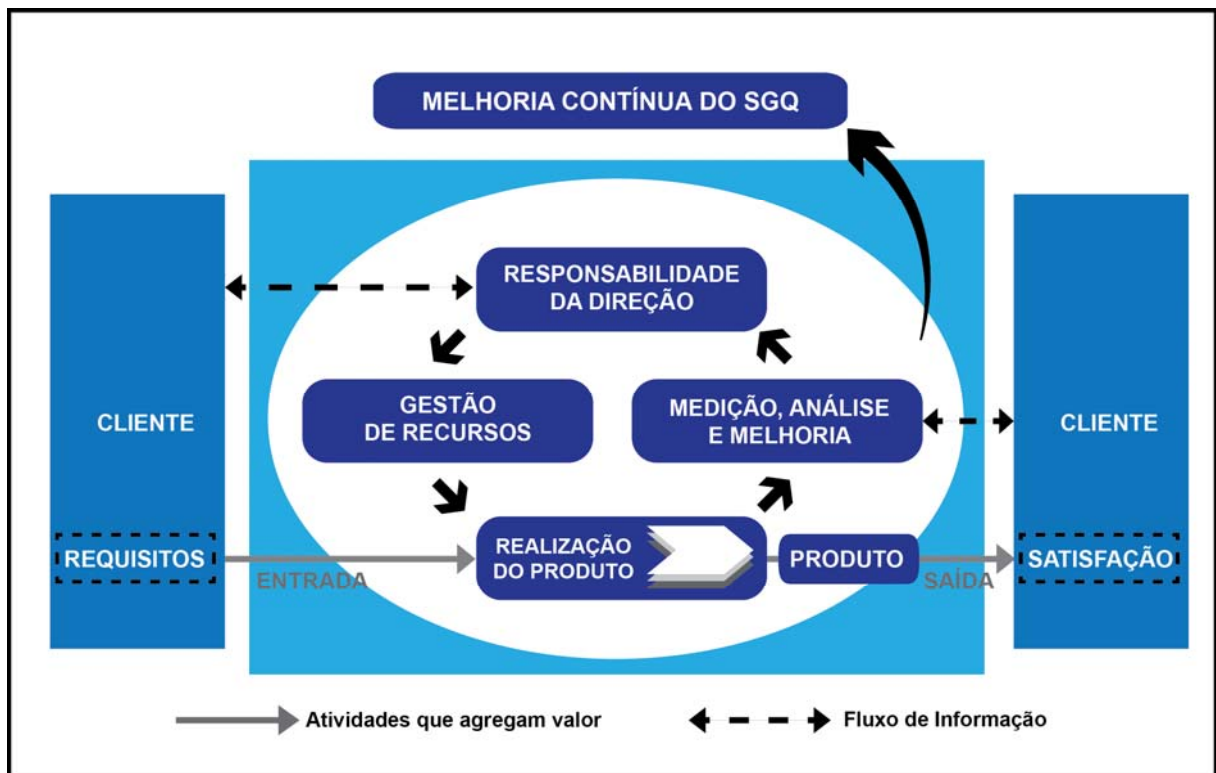 MELHORIA CONTÍNUA DO SGQ
RESPONSABILIDADE
DA DIREÇÃO
GESTÃO
DE RECURSOS
MEDIÇÃO, ANÁLISE
E MELHORIA
CLIENTE
CLIENTE
REQUISITOS
ENTRADA
REALIZAÇÃO
DO PRODUTO
PRODUTO
SAÍDA
SATISFAÇÃO
Atividades que agregam valor
Fluxo de Informação